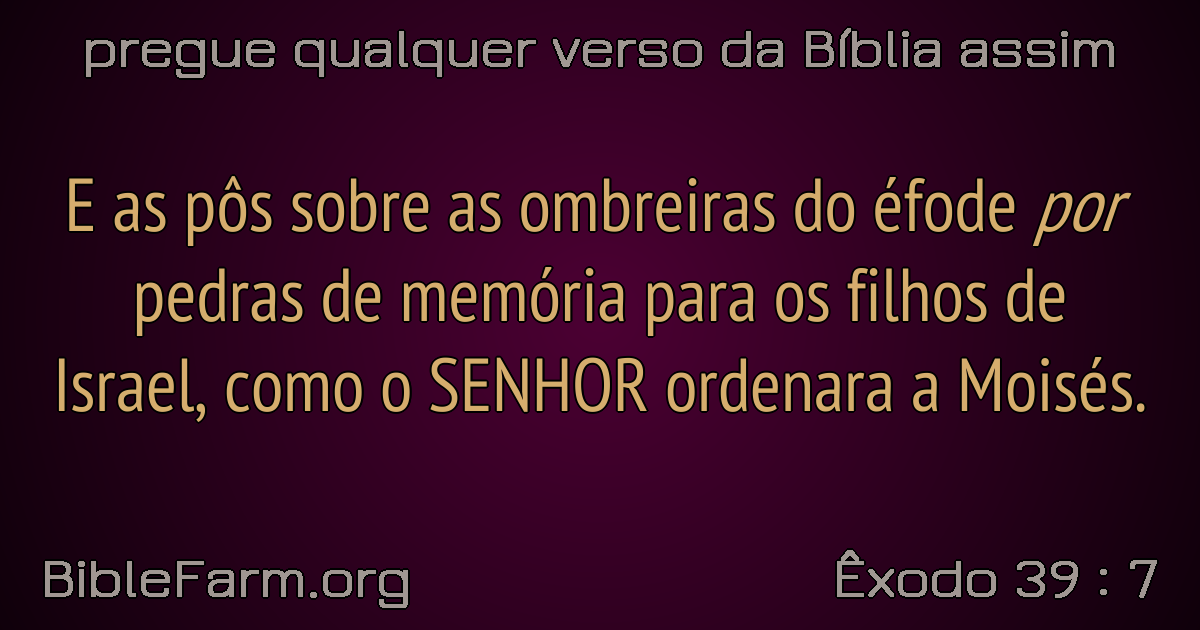 pregue qualquer verso da Bíblia assim
E as pôs sobre as ombreiras do éfode por
pedras de memória para os filhos de
Israel, como o SENHOR ordenara a Moisés.
BibleFarm.org
Êxodo 39 : 7